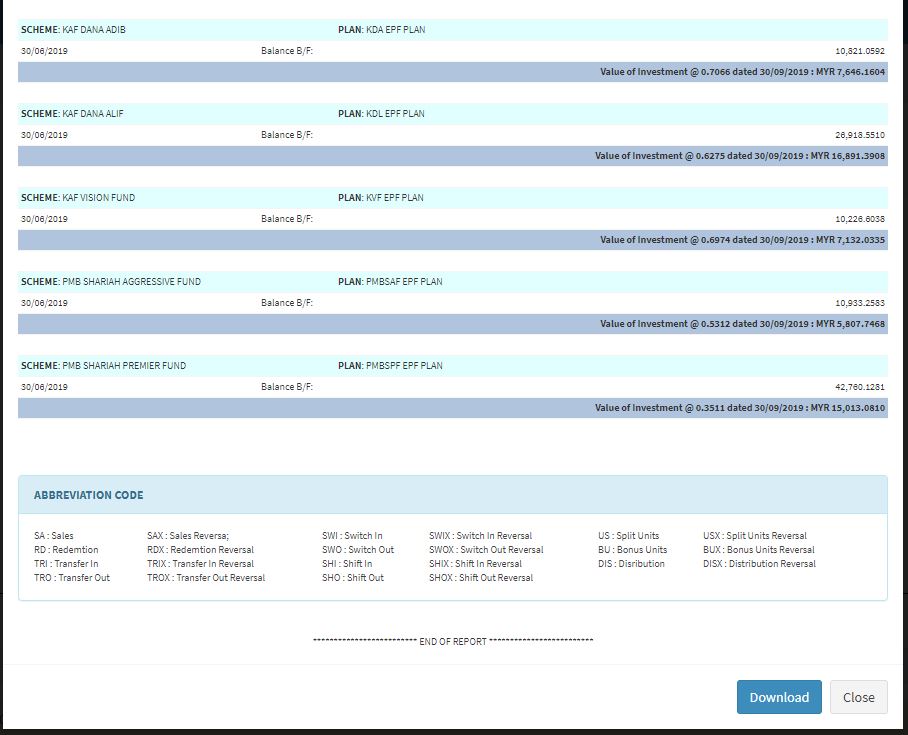 SCHEME: KAF DANA ADIB PLAN: KDA EPF PLAN
30/06/2019 Balance B/F: 10,821.0592
Value of Investment @ 0.7066 dated 30/09/2019 : MYR 7,646.1604
SCHEME: KAF DANA ALIF PLAN: KDL EPF PLAN
30/06/2019 Balance B/F: 26,918.5510
Value of Investment @ 0.6275 dated 30/09/2019 : MYR 16,891.3908
SCHEME: KAF VISION FUND PLAN: KVF EPF PLAN
30/06/2019 Balance B/F: 10,226.6038
Value of Investment @ 0.6974 dated 30/09/2019 : MYR 7,132.0335
SCHEME: PMB SHARIAH AGGRESSIVE FUND PLAN: PMBSAF EPF PLAN
30/06/2019 Balance B/F: 10,933.2583
Value of Investment @ 0.5312 dated 30/09/2019 : MYR 5,807.7468
SCHEME: PMB SHARIAH PREMIER FUND PLAN: PMBSPF EPF PLAN
30/06/2019 Balance B/F: 42,760.1281
Value of Investment @ 0.3511 dated 30/09/2019 : MYR 15,013.0810
ABBREVIATION CODE
SA : Sales SAX : Sales Reversa; SWI : Switch In SWIX : Switch In Reversal US : Split Units USX : Split Units Reversal
RD : Redemtion RDX : Redemtion Reversal SWO : Switch Out SWOX : Switch Out Reversal BU : Bonus Units BUX : Bonus Units Reversal
TRI : Transfer In TRIX : Transfer In Reversal SHI : Shift In SHIX : Shift In Reversal DIS : Disribution DISX : Distribution Reversal
TRO : Transfer Out TROX : Transfer Out Reversal SHO : Shift Out SHOX : Shift Out Reversal
************************* END OF REPORT *************************
Download Close